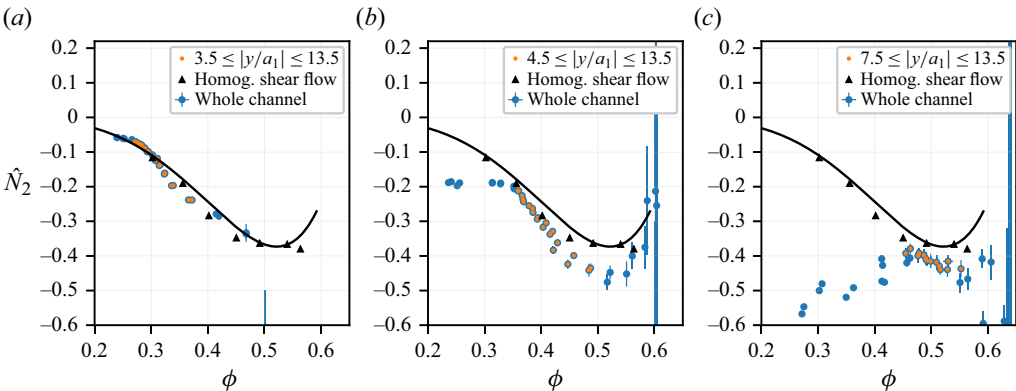 (a)
(b)
(c)
0.2
0.1
0
–0.1
–0.2
–0.3
–0.4
–0.5
–0.6
N̂2
3.5 ≤ |y/a1| ≤ 13.5
Homog. shear flow
Whole channel
0.2 0.3 0.4 0.5 0.6
ϕ
0.2
0.1
0
–0.1
–0.2
–0.3
–0.4
–0.5
–0.6
4.5 ≤ |y/a1| ≤ 13.5
Homog. shear flow
Whole channel
0.2 0.3 0.4 0.5 0.6
ϕ
0.2
0.1
0
–0.1
–0.2
–0.3
–0.4
–0.5
–0.6
7.5 ≤ |y/a1| ≤ 13.5
Homog. shear flow
Whole channel
0.2 0.3 0.4 0.5 0.6
ϕ